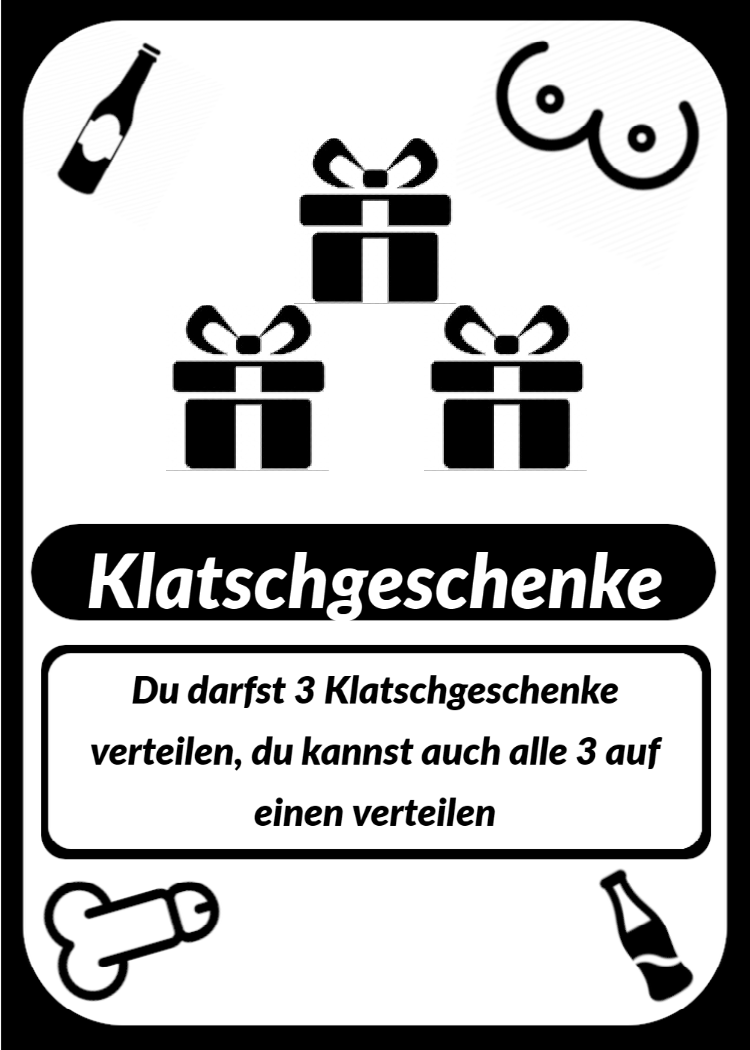 Klatschgeschenke
Du darfst 3 Klatschgeschenke
verteilen, du kannst auch alle 3 auf
einen verteilen